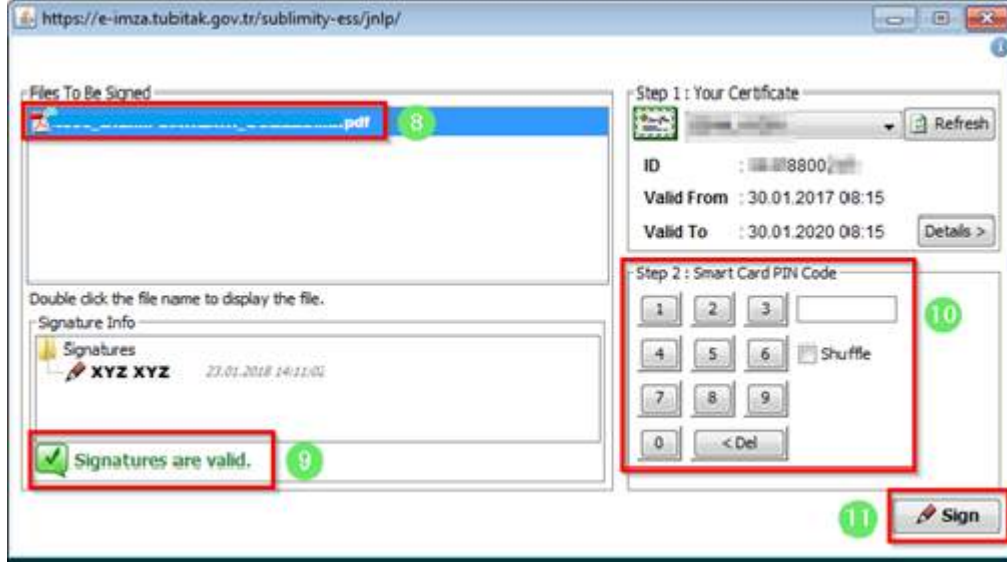 https://e-imza.tubitak.gov.tr/sublimity-ess/jnlp/
Files To Be Signed
.pdf
8
Double click the file name to display the file.
Signature Info
Signatures
XYZ XYZ 23.01.2018 14:11:02
Signatures are valid.
9
Step 1 : Your Certificate
Refresh
ID : 8800
Valid From : 30.01.2017 08:15
Valid To : 30.01.2020 08:15
Details >
Step 2 : Smart Card PIN Code
1 2 3
10
4 5 6 Shuffle
7 8 9
0 < Del
11
Sign